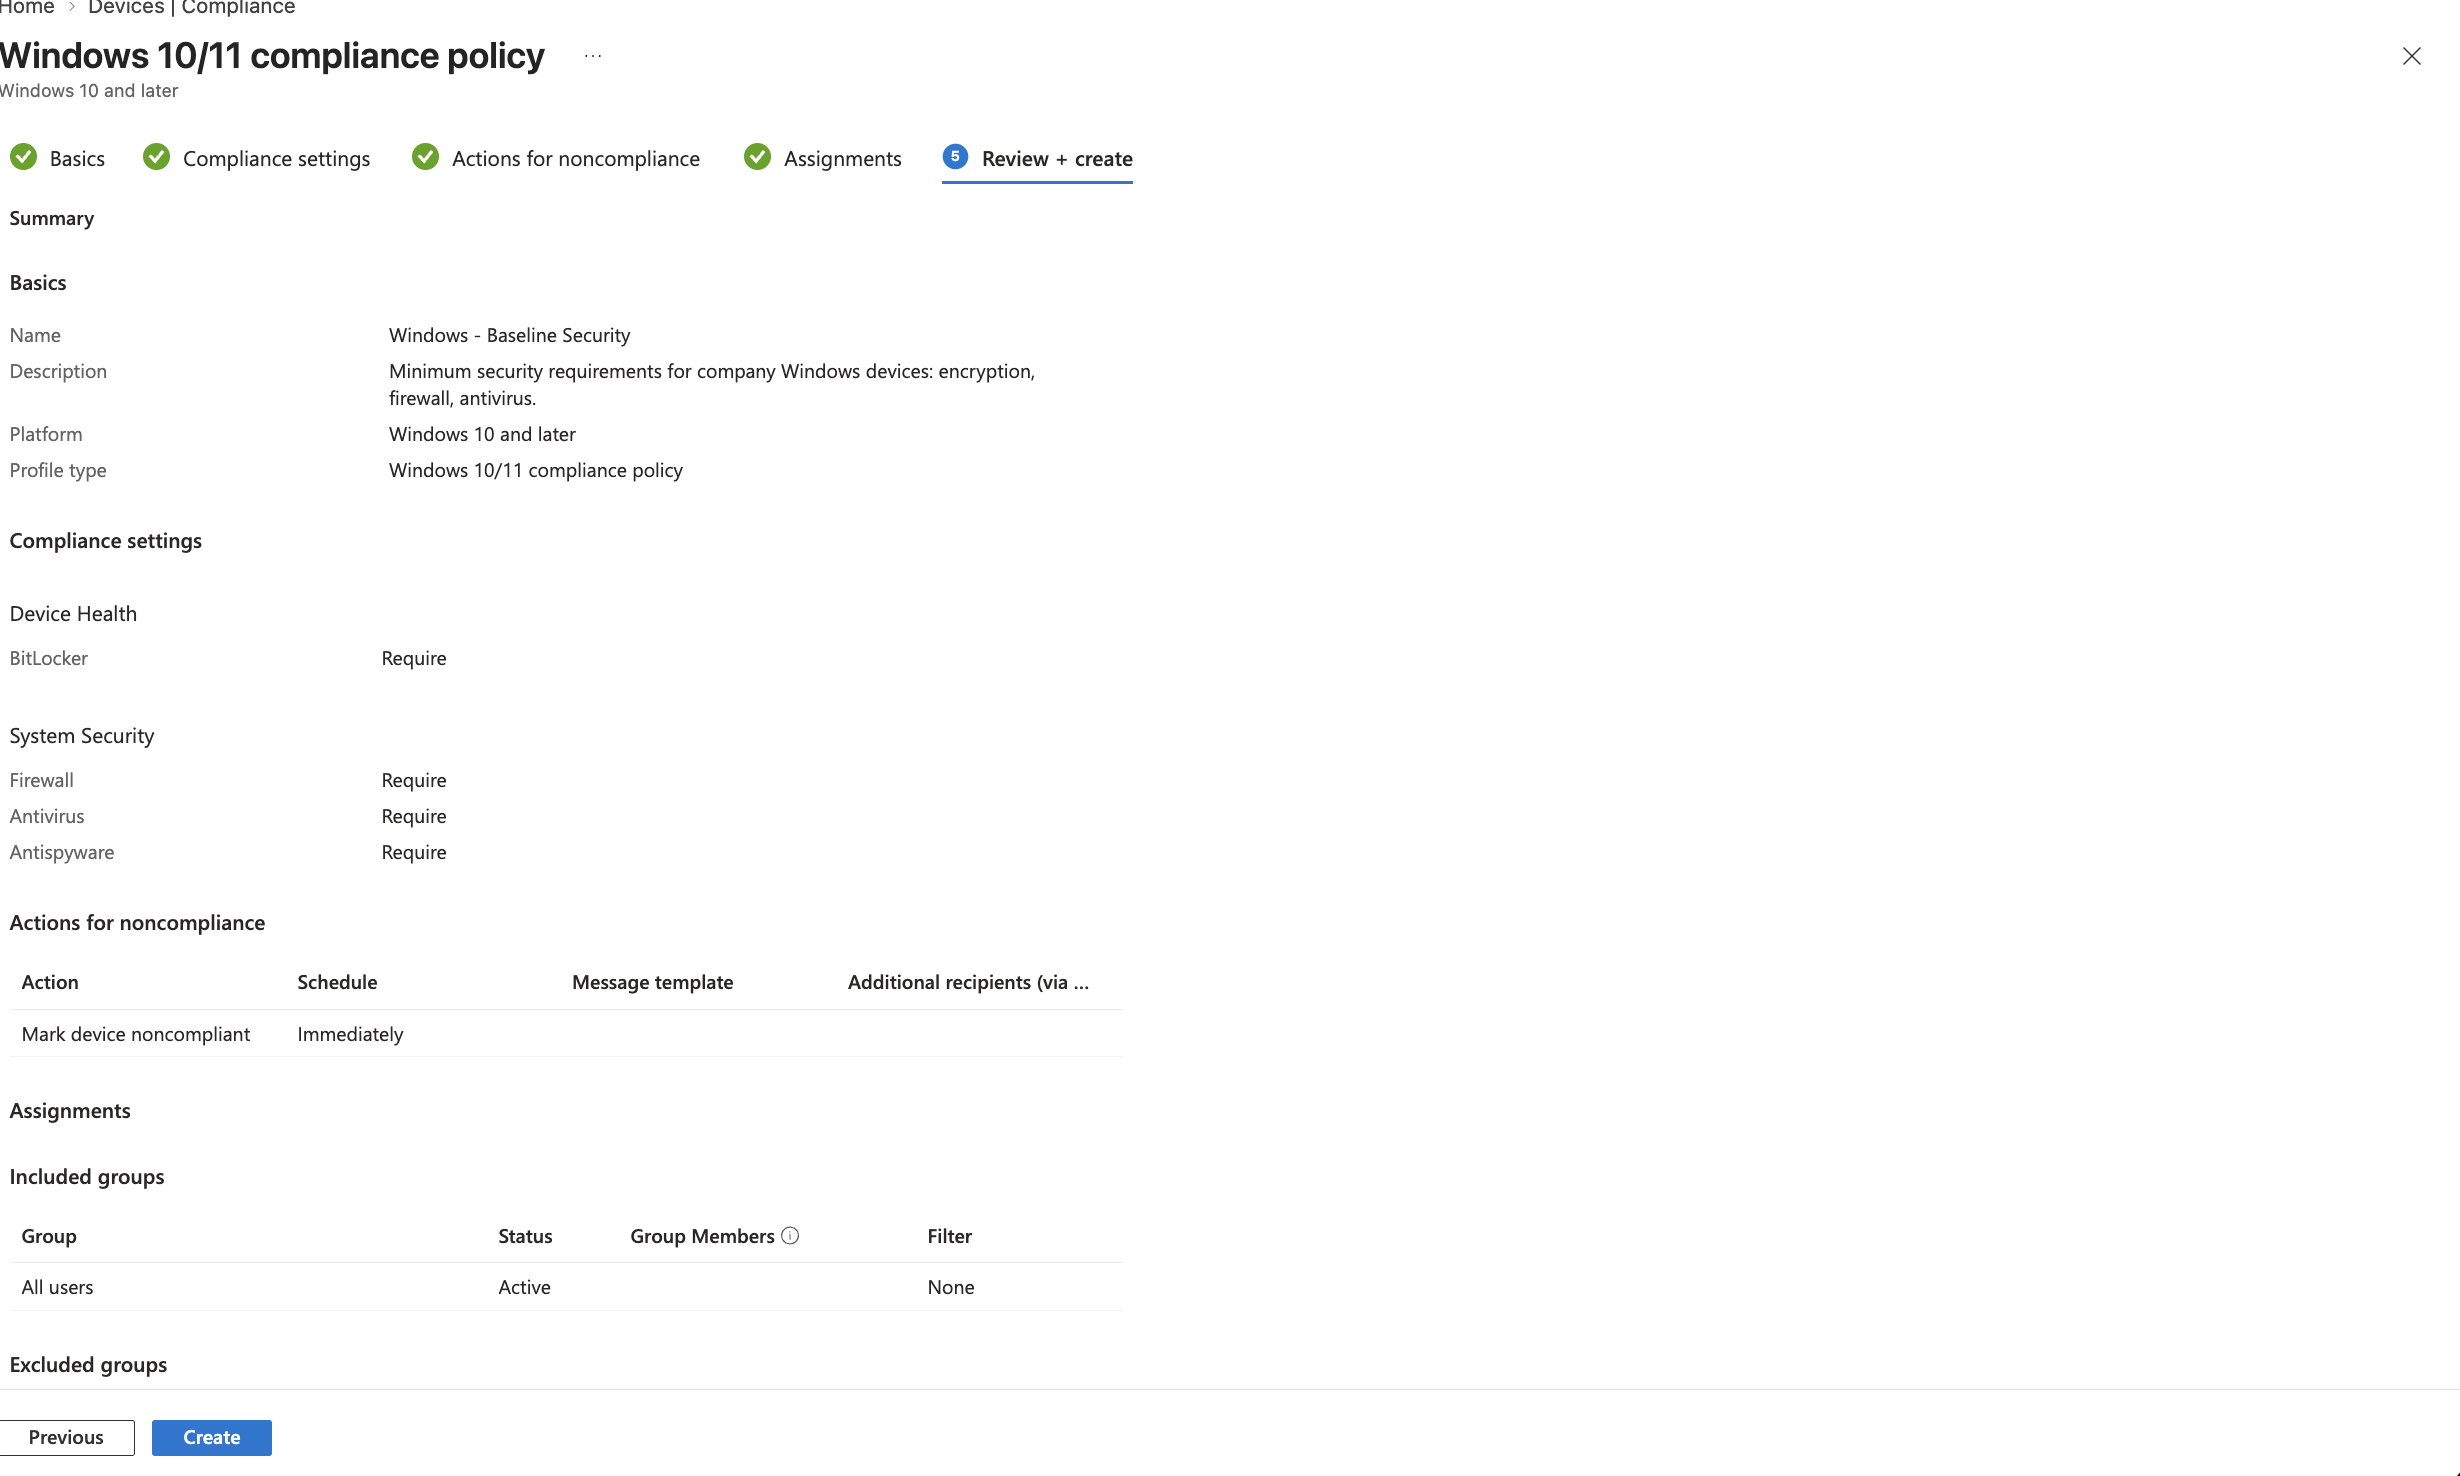 Home > Devices | Compliance
Windows 10/11 compliance policy ...
Windows 10 and later
Basics Compliance settings Actions for noncompliance Assignments 5 Review + create
Summary
Basics
Name Windows - Baseline Security
Description Minimum security requirements for company Windows devices: encryption,
firewall, antivirus.
Platform Windows 10 and later
Profile type Windows 10/11 compliance policy
Compliance settings
Device Health
BitLocker Require
System Security
Firewall Require
Antivirus Require
Antispyware Require
Actions for noncompliance
Action Schedule Message template Additional recipients (via ...
Mark device noncompliant Immediately
Assignments
Included groups
Group Status Group Members Filter
All users Active None
Excluded groups
Previous Create